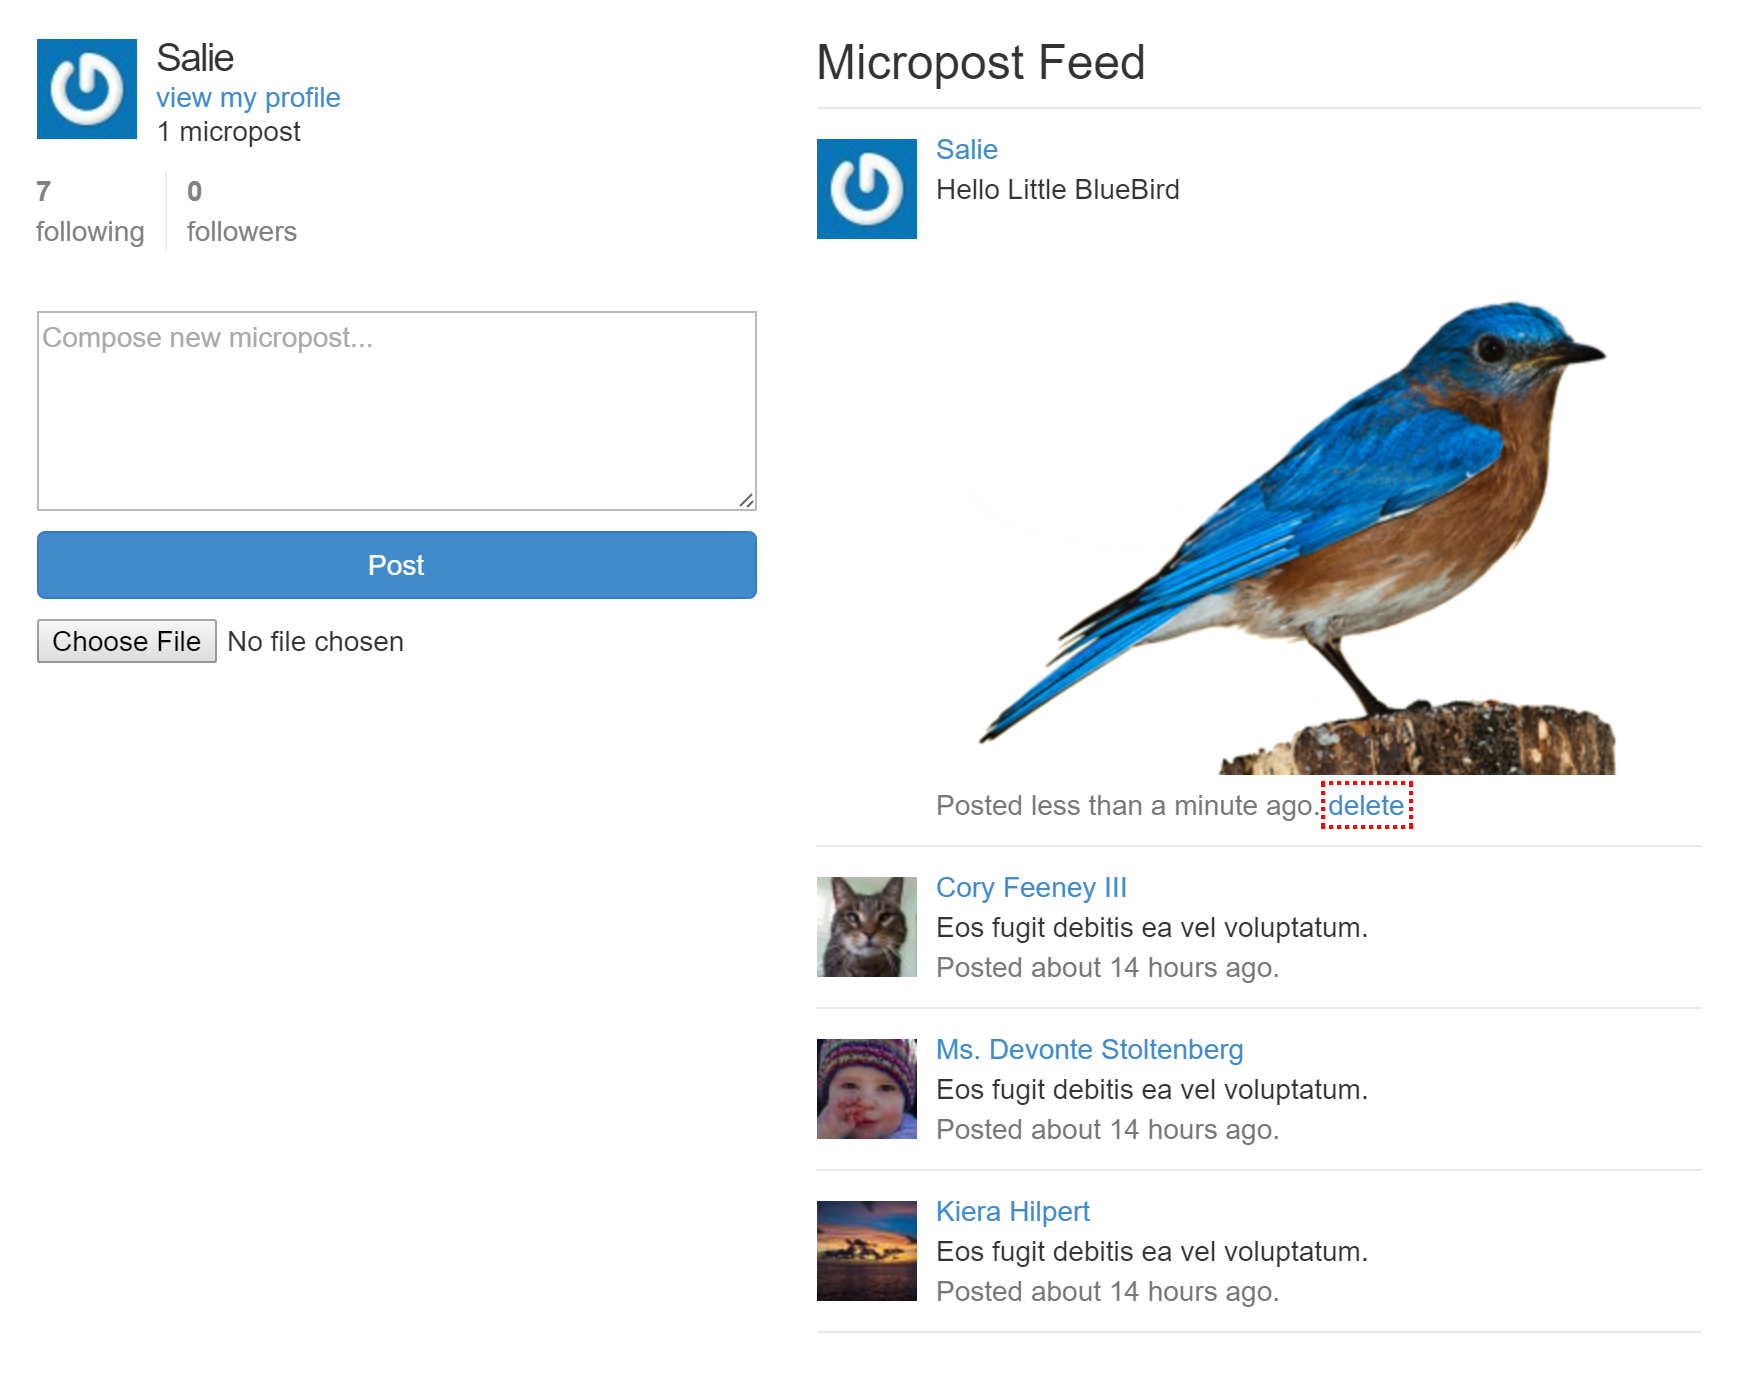 Salie
view my profile
1 micropost
7
following
0
followers
Compose new micropost...
Post
Choose File No file chosen
Micropost Feed
Salie
Hello Little BlueBird
Posted less than a minute ago. delete
Cory Feeney III
Eos fugit debitis ea vel voluptatum.
Posted about 14 hours ago.
Ms. Devonte Stoltenberg
Eos fugit debitis ea vel voluptatum.
Posted about 14 hours ago.
Kiera Hilpert
Eos fugit debitis ea vel voluptatum.
Posted about 14 hours ago.